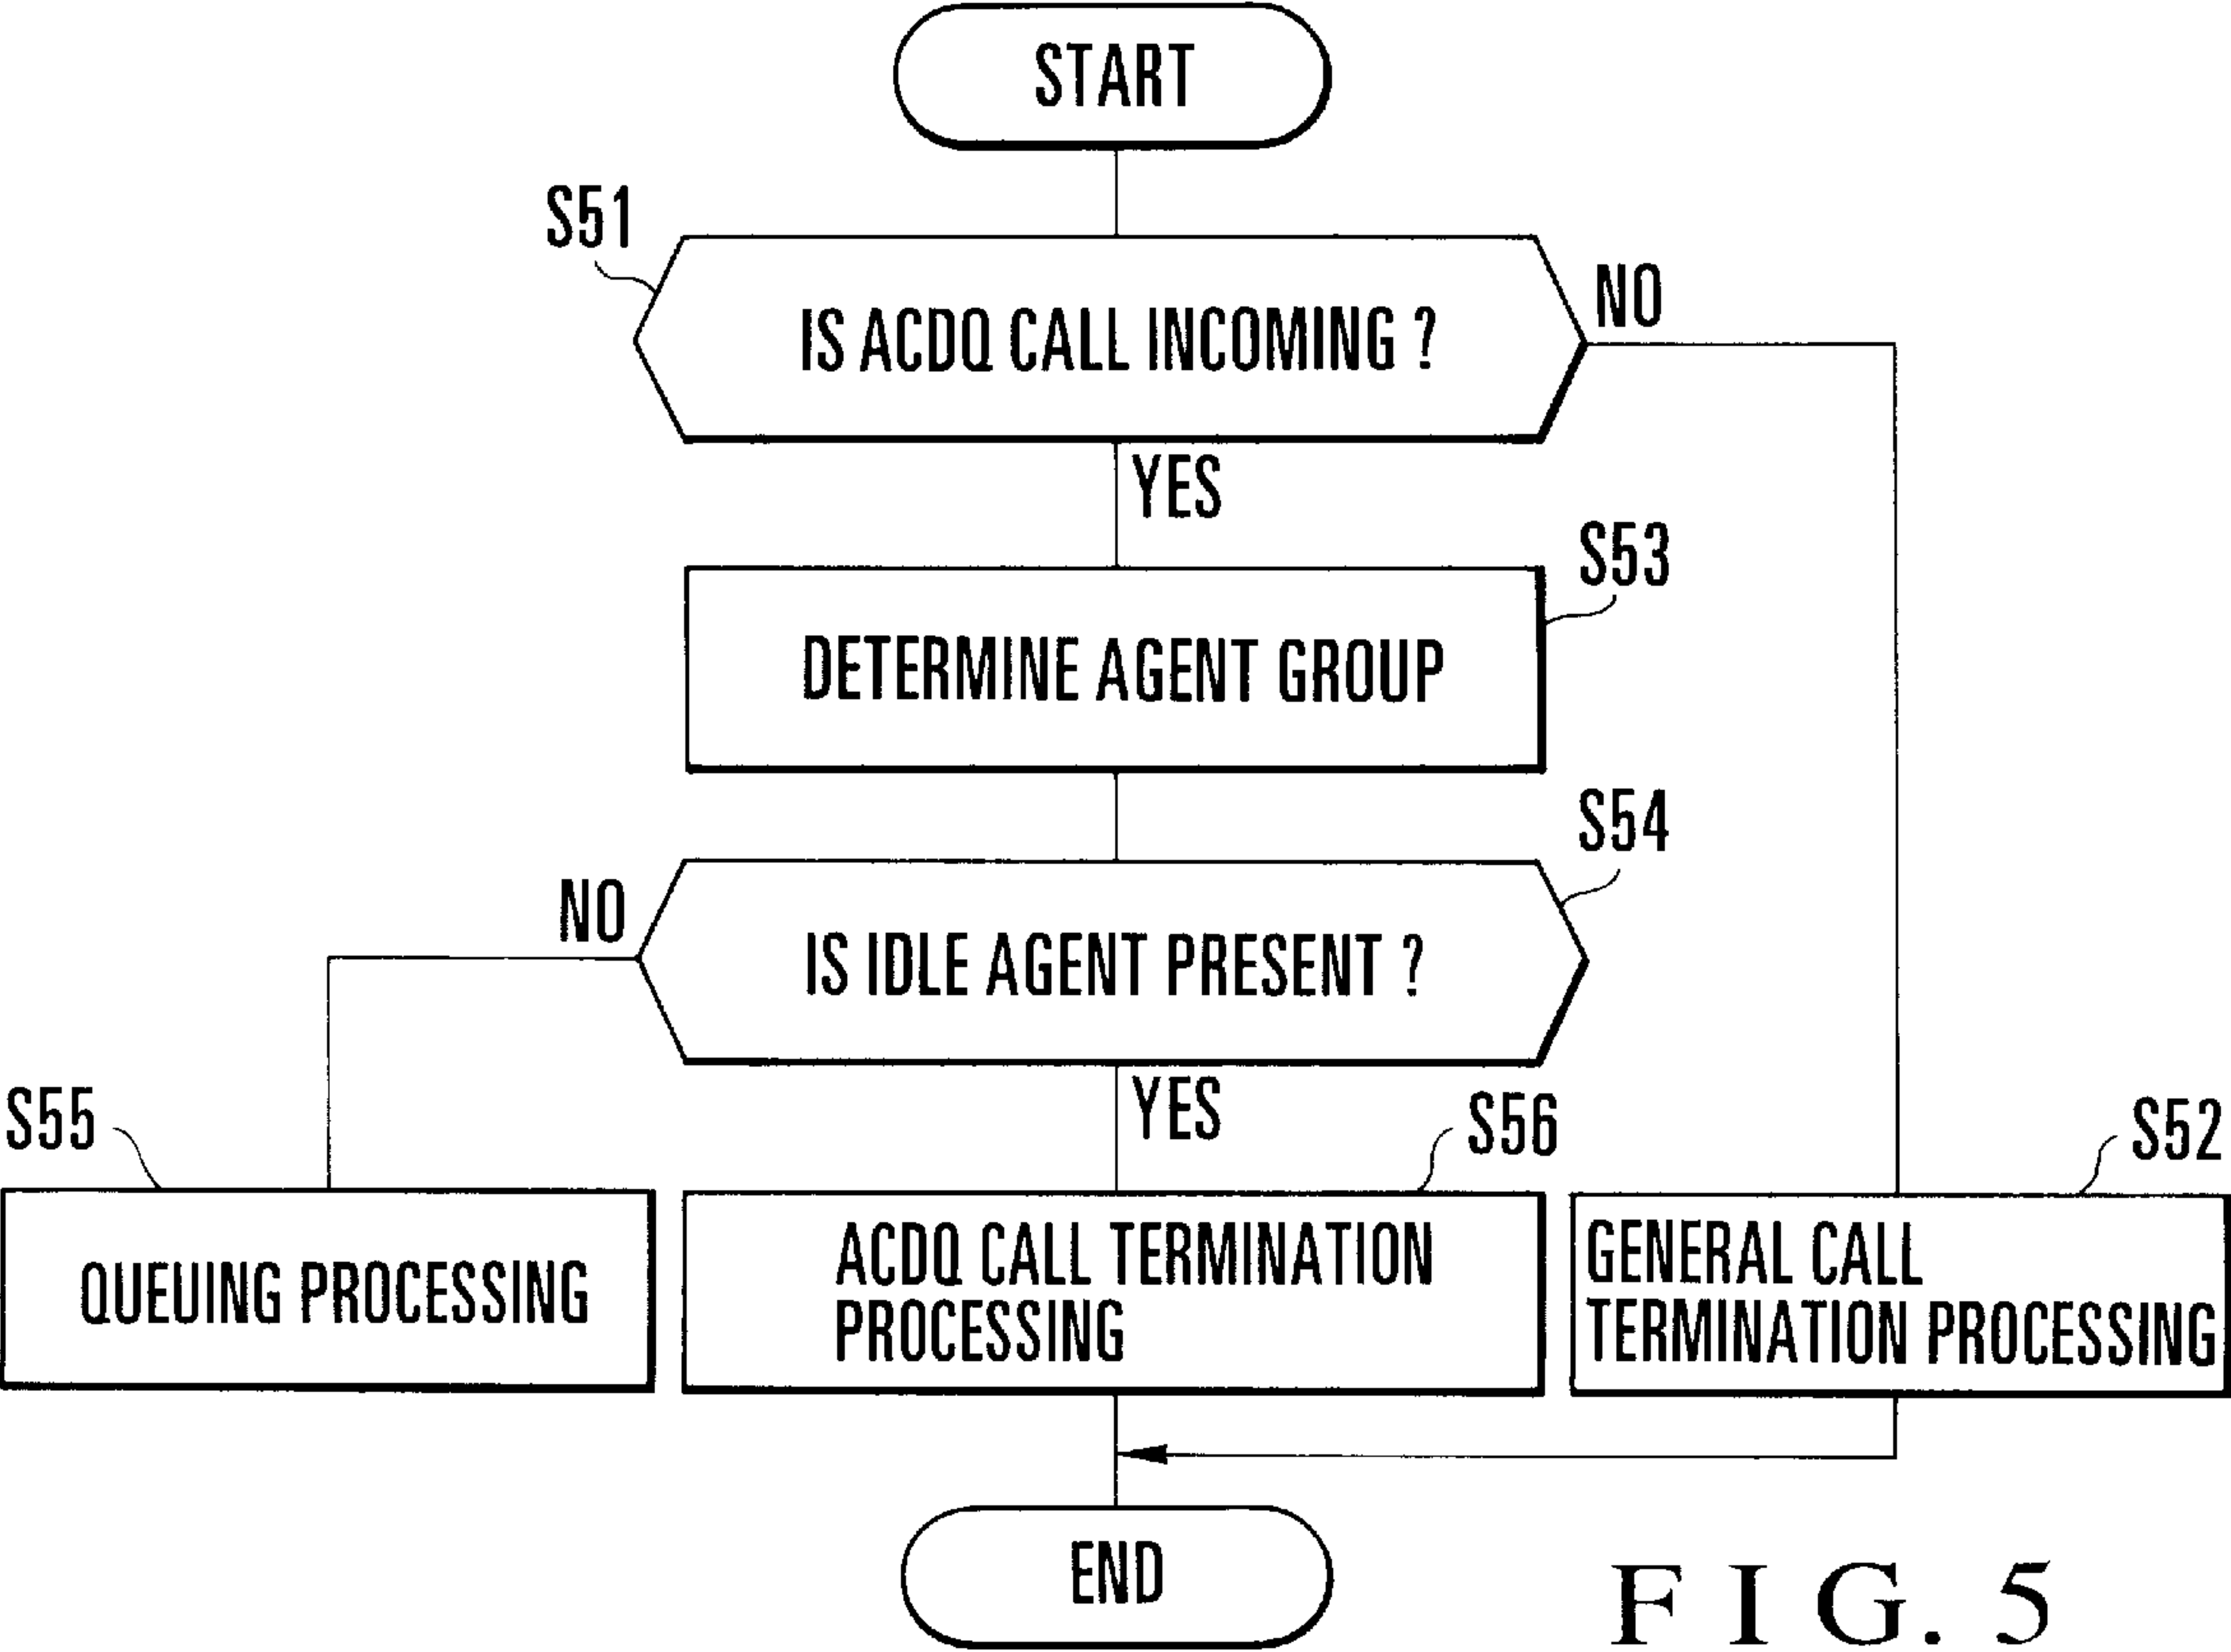 START
S51
IS ACDQ CALL INCOMING ?
NO
YES
S53
DETERMINE AGENT GROUP
S54
NO
IS IDLE AGENT PRESENT ?
YES
S55
S56
S52
QUEUING PROCESSING
ACDQ CALL TERMINATION
PROCESSING
GENERAL CALL
TERMINATION PROCESSING
END
FIG. 5